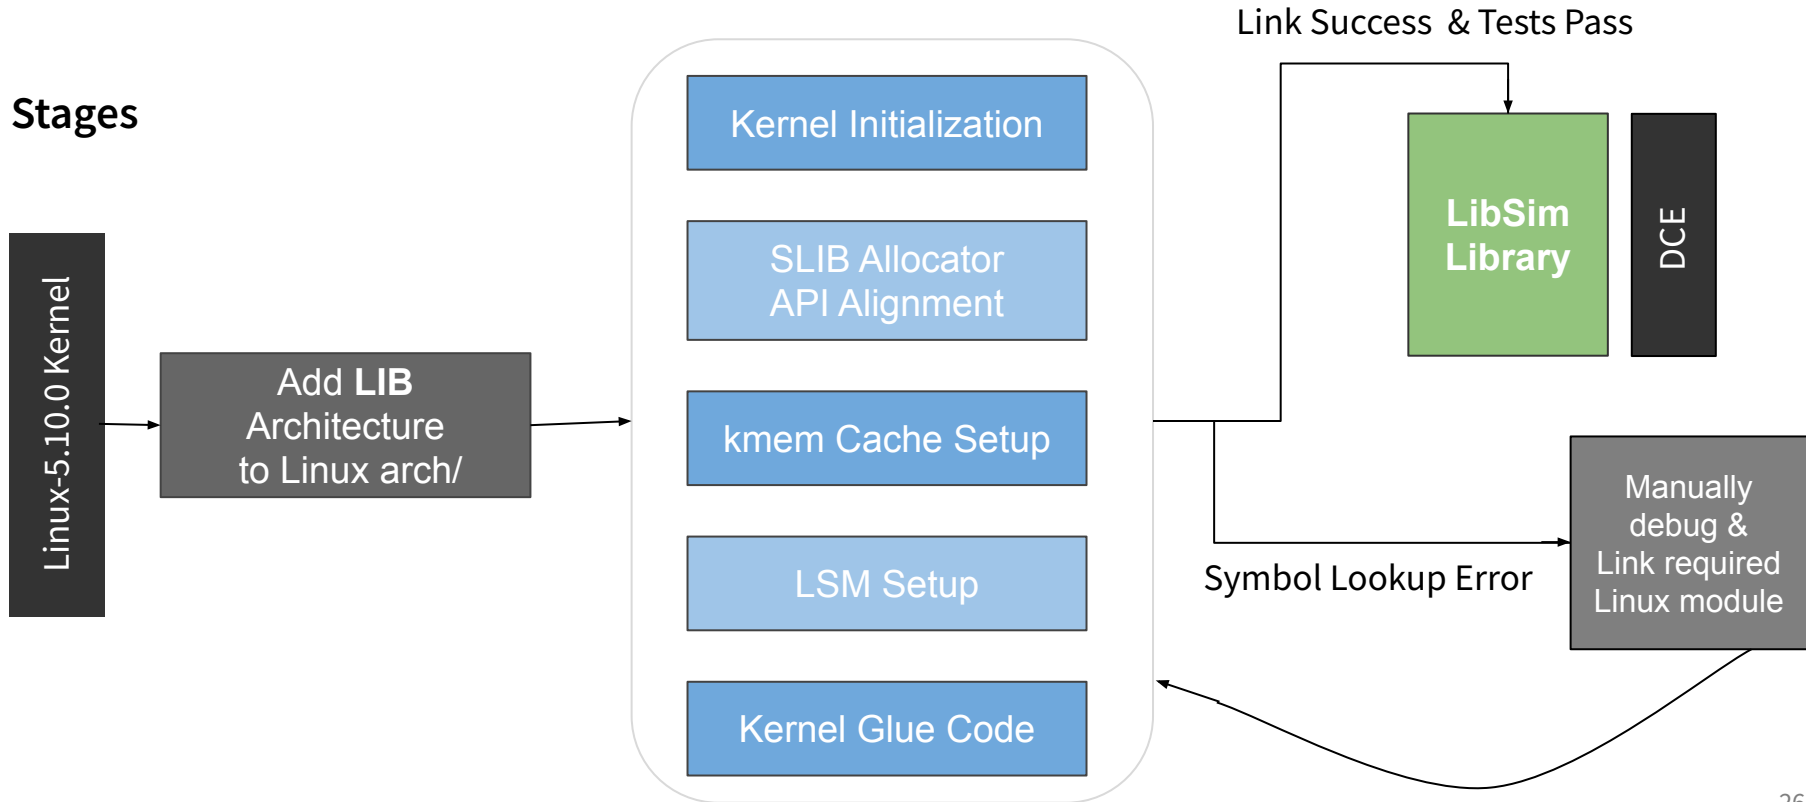 Stages
Linux-5.10.0 Kernel
Add LIB
Architecture
to Linux arch/
Kernel Initialization
SLIB Allocator
API Alignment
kmem Cache Setup
LSM Setup
Kernel Glue Code
Link Success & Tests Pass
LibSim
Library
DCE
Symbol Lookup Error
Manually
debug &
Link required
Linux module
26